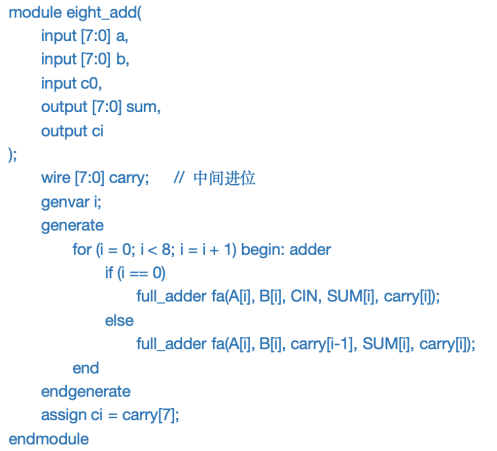 module eight_add(
input [7:0] a,
input [7:0] b,
input c0,
output [7:0] sum,
output ci
);
wire [7:0] carry; // 中间进位
genvar i;
generate
for (i = 0; i < 8; i = i + 1) begin: adder
if (i == 0)
full_adder fa(A[i], B[i], CIN, SUM[i], carry[i]);
else
full_adder fa(A[i], B[i], carry[i-1], SUM[i], carry[i]);
end
endgenerate
assign ci = carry[7];
endmodule